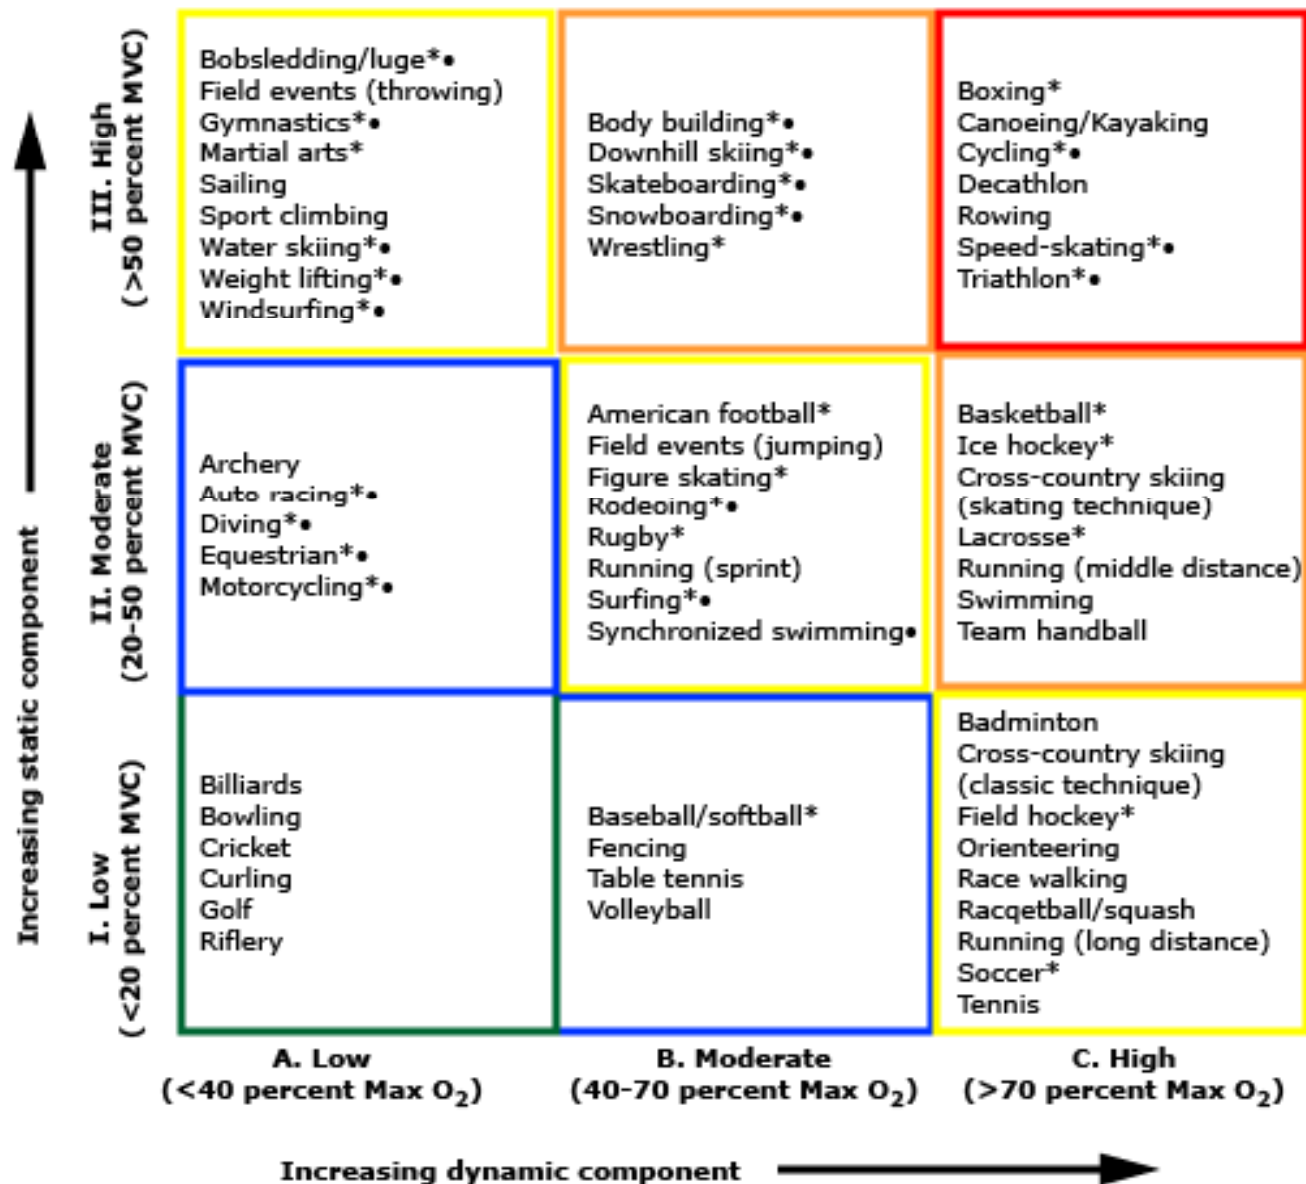 III. High
(>50 percent MVC)
Bobsledding/luge*•
Field events (throwing)
Gymnastics*•
Martial arts*
Sailing
Sport climbing
Water skiing*•
Weight lifting*•
Windsurfing*•
Body building*•
Downhill skiing*•
Skateboarding*•
Snowboarding*•
Wrestling*
Boxing*
Canoeing/Kayaking
Cycling*•
Decathlon
Rowing
Speed-skating*•
Triathlon*•
II. Moderate
(20-50 percent MVC)
Archery
Auto racing*•
Diving*•
Equestrian*•
Motorcycling*•
American football*
Field events (jumping)
Figure skating*
Rodeoing*•
Rugby*
Running (sprint)
Surfing*•
Synchronized swimming•
Basketball*
Ice hockey*
Cross-country skiing
(skating technique)
Lacrosse*
Running (middle distance)
Swimming
Team handball
I. Low
(<20 percent MVC)
Billiards
Bowling
Cricket
Curling
Golf
Riflery
Baseball/softball*
Fencing
Table tennis
Volleyball
Badminton
Cross-country skiing
(classic technique)
Field hockey*
Orienteering
Race walking
Racqetball/squash
Running (long distance)
Soccer*
Tennis
Increasing static component
A. Low
(<40 percent Max O₂)
B. Moderate
(40-70 percent Max O₂)
C. High
(>70 percent Max O₂)
Increasing dynamic component